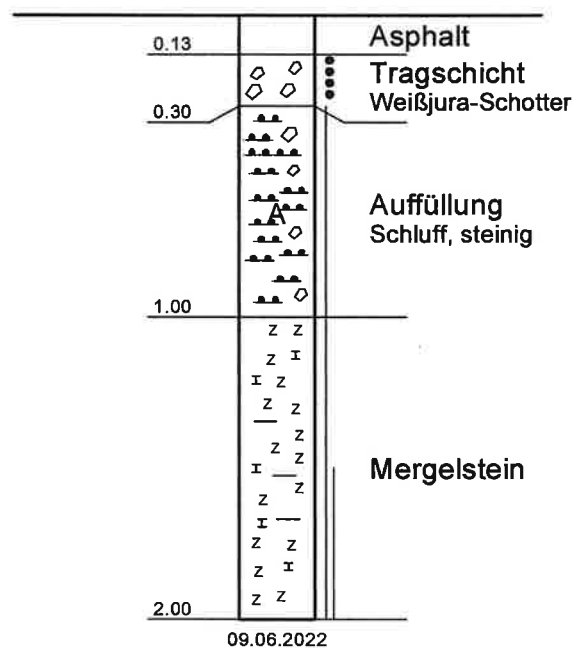 0.13
Asphalt
Tragschicht
Weißjura-Schotter
0.30
A
Auffüllung
Schluff, steinig
1.00
Mergelstein
2.00
09.06.2022